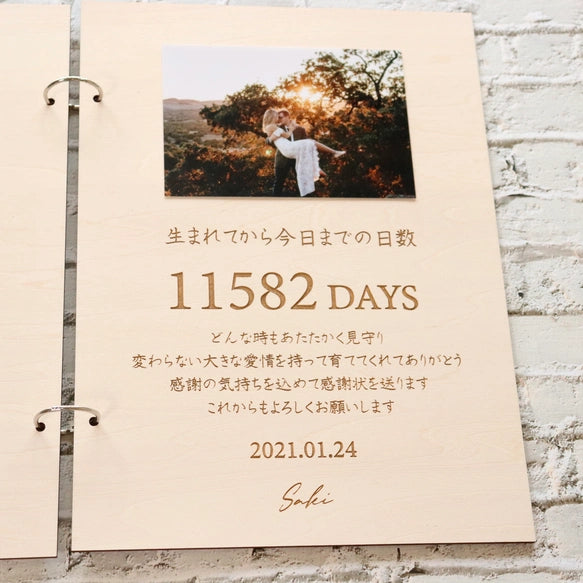 生まれてから今日までの日数
11582 DAYS
どんな時もあたたかく見守り
変わらない大きな愛情を持って育ててくれてありがとう
感謝の気持ちを込めて感謝状を送ります
これからもよろしくお願いします
2021.01.24
Saki